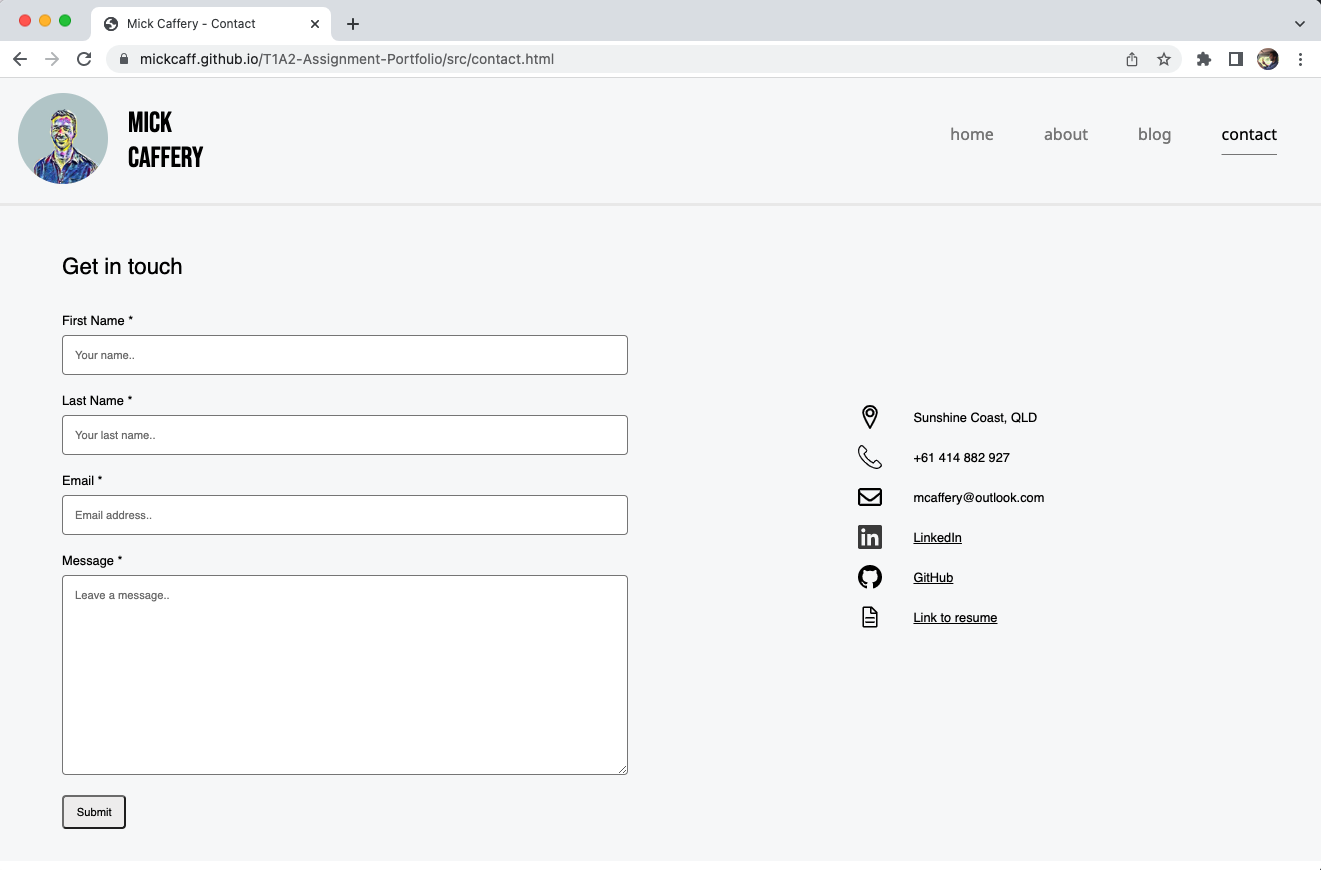 Mick Caffery - Contact
mickcaff.github.io/T1A2-Assignment-Portfolio/src/contact.html
MICK
CAFFERY
home about blog contact
Get in touch
First Name *
Your name..
Last Name *
Your last name..
Email *
Email address..
Message *
Leave a message..
Submit
Sunshine Coast, QLD
+61 414 882 927
mcaffery@outlook.com
LinkedIn
GitHub
Link to resume